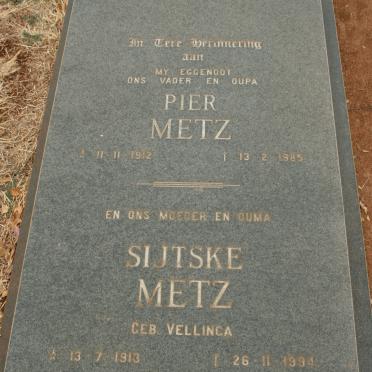 In Tere Herinnering
aan
MY EGGENOOT
ONS VADER EN OUPA
PIER
METZ
* 11-11-1912 † 13-2-1985
EN ONS MOEDER EN OUMA
SIJTSKE
METZ
GEB. VELLINGA
* 13-7-1913 † 26-11-1994